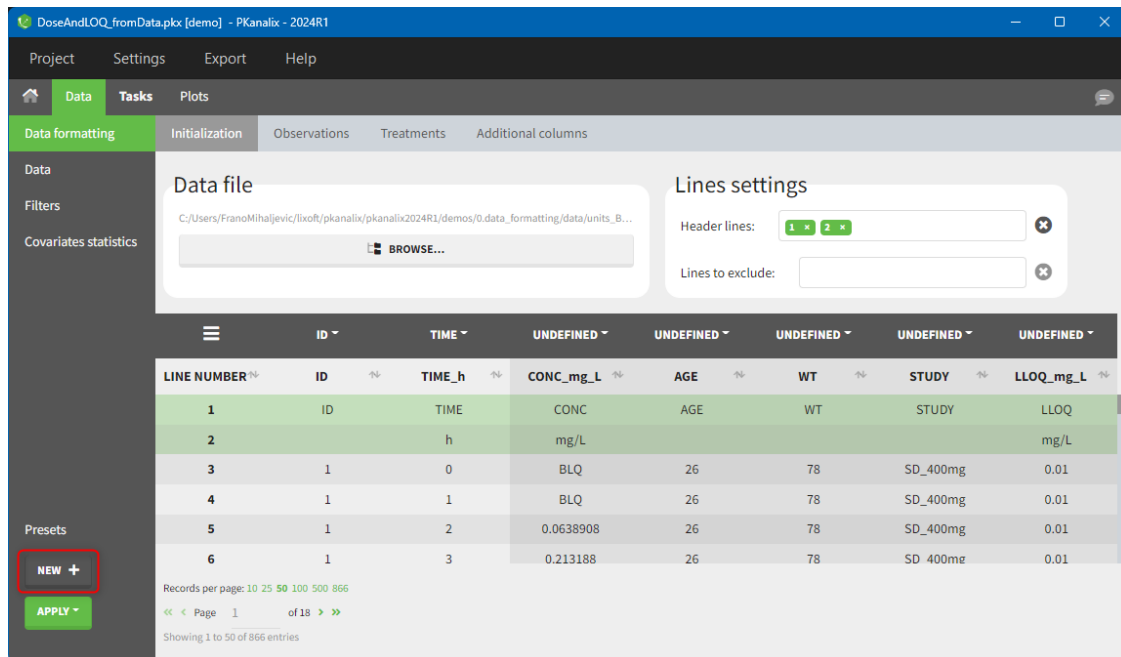 DoseAndLOQ_fromData.pkx [demo] - PKanalix - 2024R1
Project Settings Export Help
Data Tasks Plots
Data formatting Initialization Observations Treatments Additional columns
Data
Filters
Covariates statistics
Data file
C:/Users/FranoMihaljevic/lixoft/pkanalix/pkanalix2024R1/demos/0.data_formatting/data/units_B...
BROWSE...
Lines settings
Header lines: 1 × 2 ×
Lines to exclude:
ID TIME UNDEFINED UNDEFINED UNDEFINED UNDEFINED UNDEFINED
LINE NUMBER ID TIME_h CONC_mg_L AGE WT STUDY LLOQ_mg_L
1 ID TIME CONC AGE WT STUDY LLOQ
2 h mg/L mg/L
3 1 0 BLQ 26 78 SD_400mg 0.01
4 1 1 BLQ 26 78 SD_400mg 0.01
5 1 2 0.0638908 26 78 SD_400mg 0.01
6 1 3 0.213188 26 78 SD_400mg 0.01
Presets
NEW +
APPLY
Records per page: 10 25 50 100 500 866
<< < Page 1 of 18 > >>
Showing 1 to 50 of 866 entries